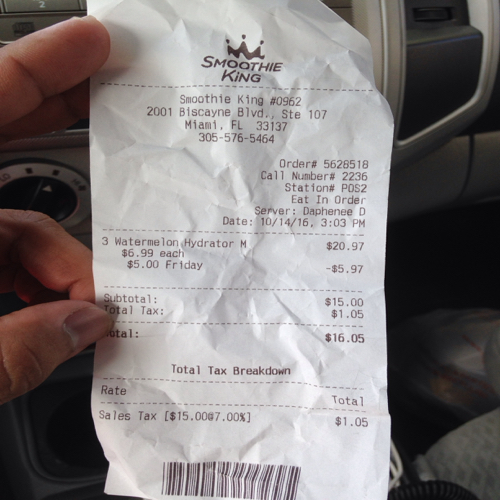 SMOOTHIE
KING
Smoothie King #0962
2001 Biscayne Blvd., Ste 107
Miami, FL 33137
305-576-5464
Order# 5628518
Call Number# 2236
Station# POS2
Eat In Order
Server: Daphenee D
Date: 10/14/16, 3:03 PM
3 Watermelon Hydrator M $20.97
$6.99 each
$5.00 Friday -$5.97
Subtotal: $15.00
Total Tax: $1.05
otal: $16.05
Total Tax Breakdown
Rate Total
Sales Tax [$15.00@7.00%] $1.05